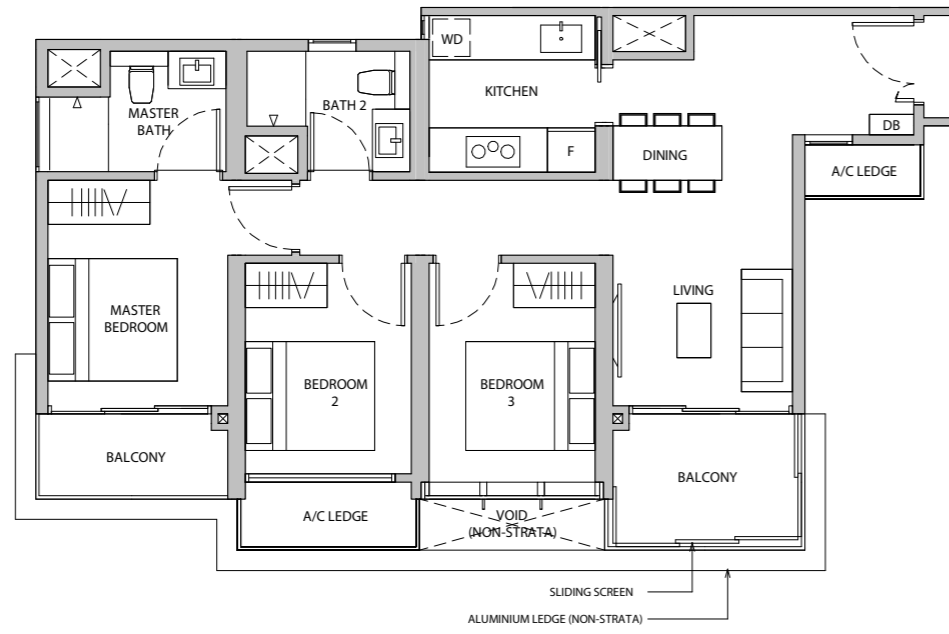 WD
KITCHEN
MASTER
BATH
BATH 2
F
DINING
DB
A/C LEDGE
MASTER
BEDROOM
LIVING
BEDROOM
2
BEDROOM
3
BALCONY
BALCONY
A/C LEDGE
VOID
(NON-STRATA)
SLIDING SCREEN
ALUMINIUM LEDGE (NON-STRATA)